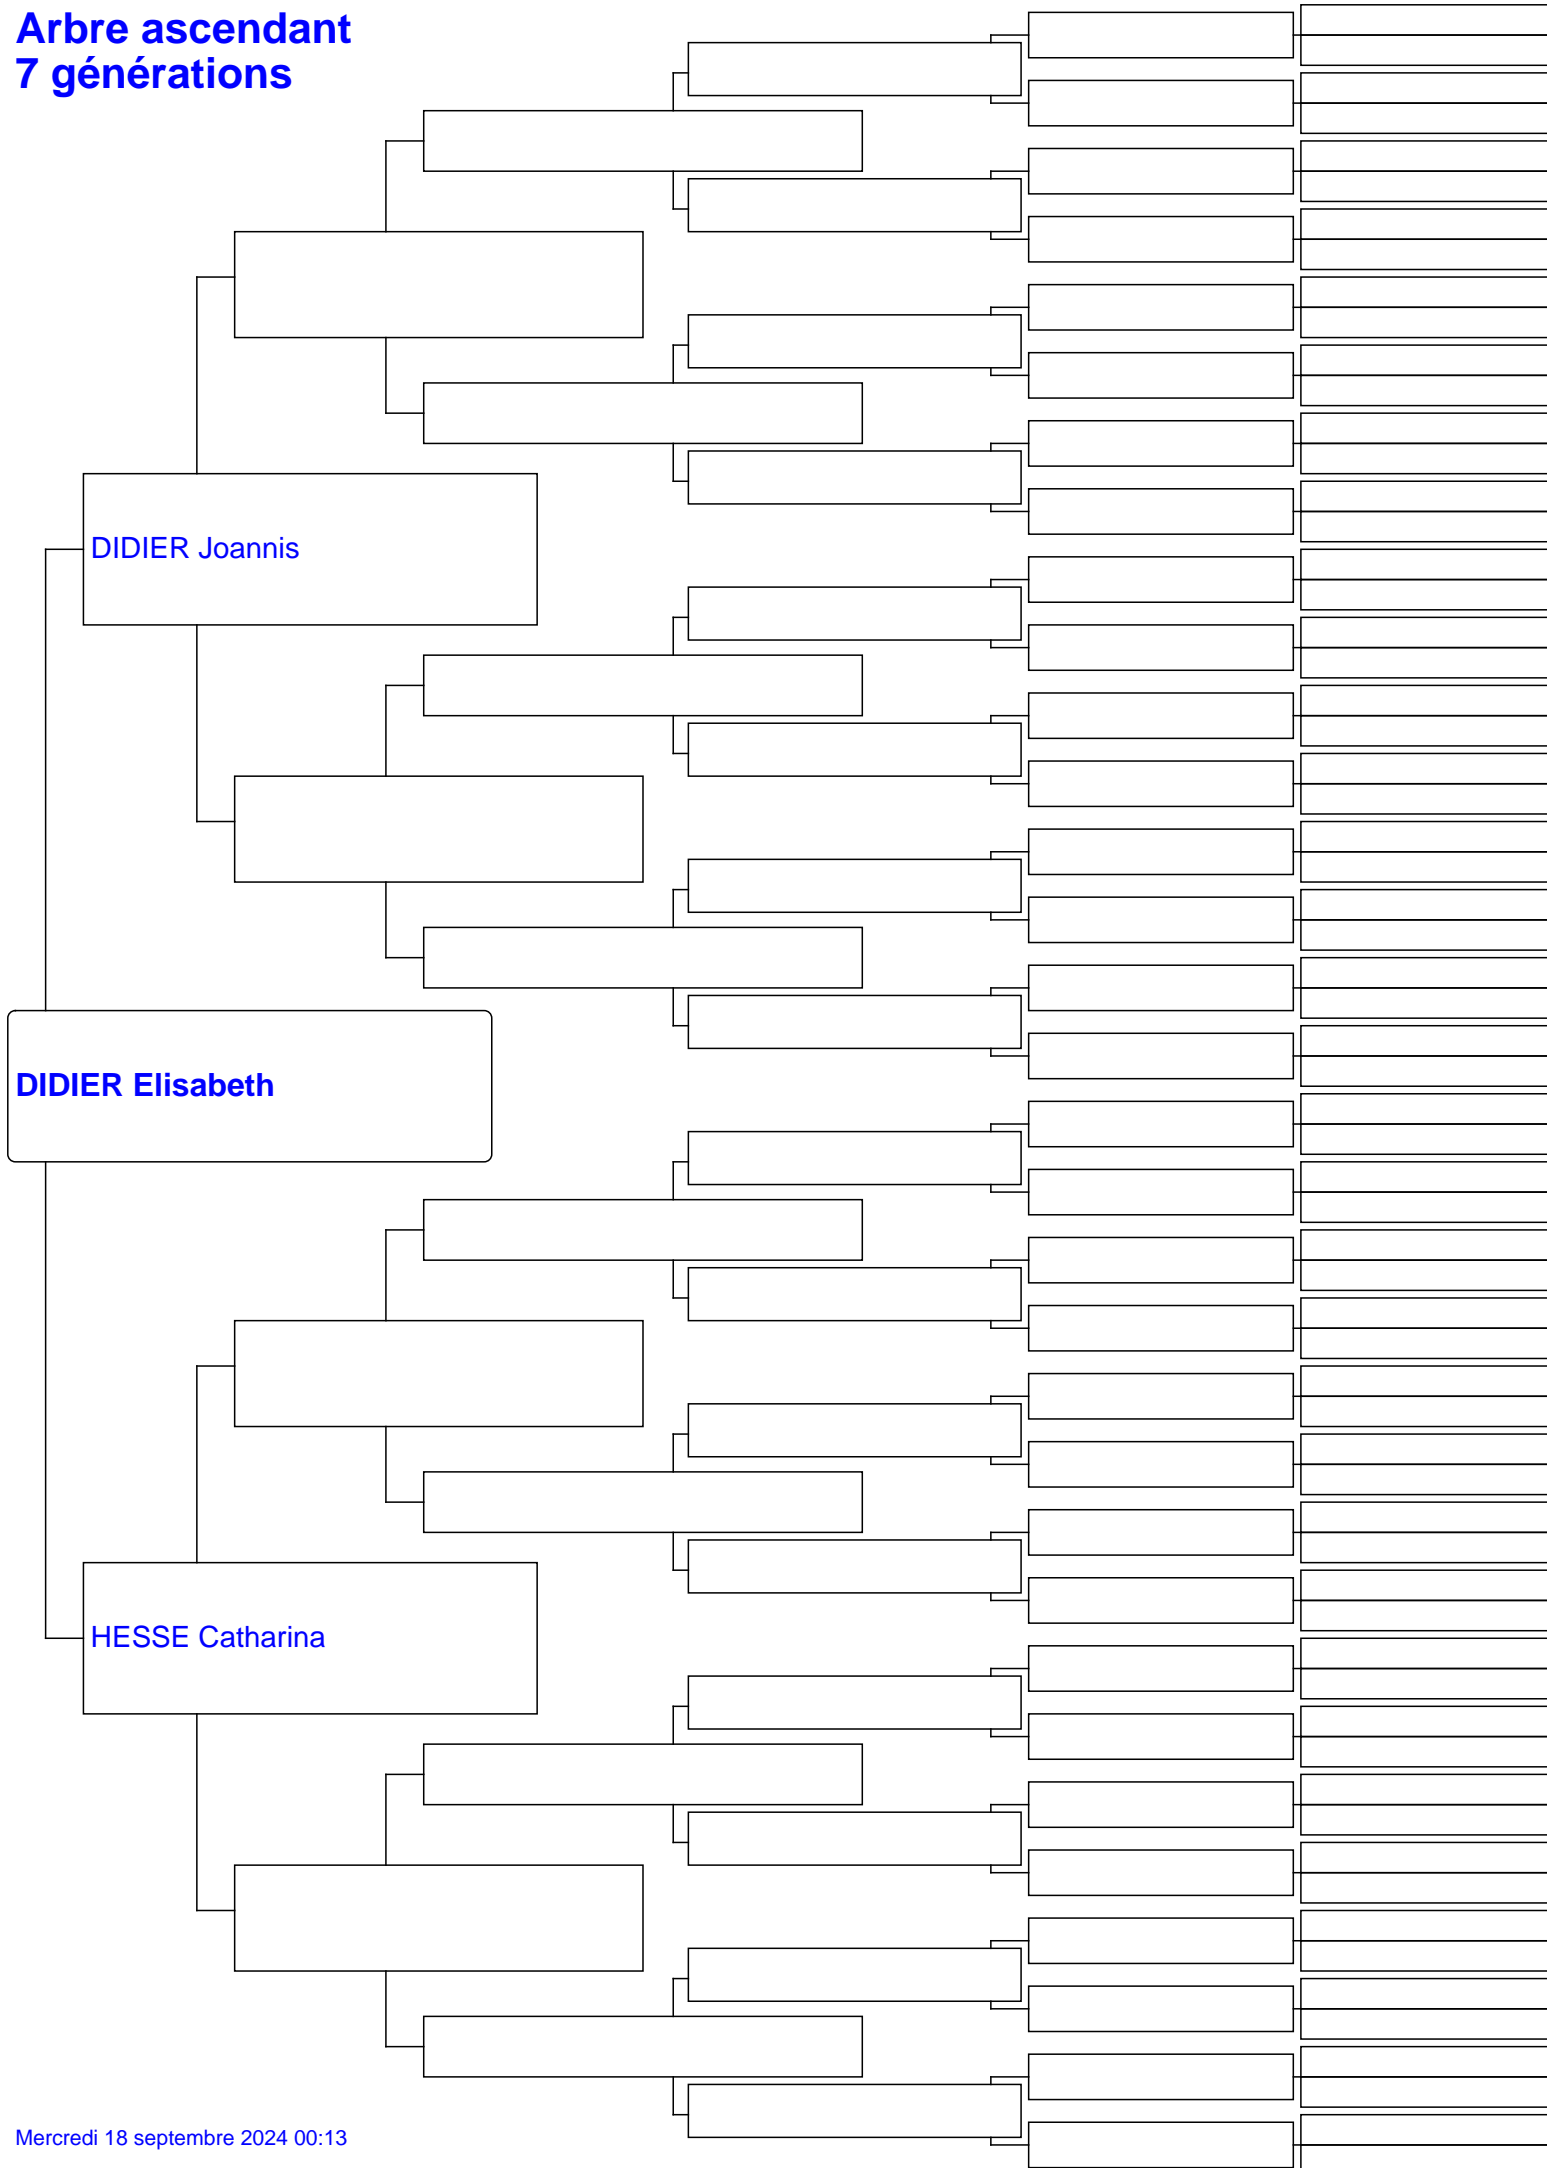 Arbre ascendant
7 générations
DIDIER Joannis
DIDIER Elisabeth
HESSE Catharina
Mercredi 18 septembre 2024 00:13